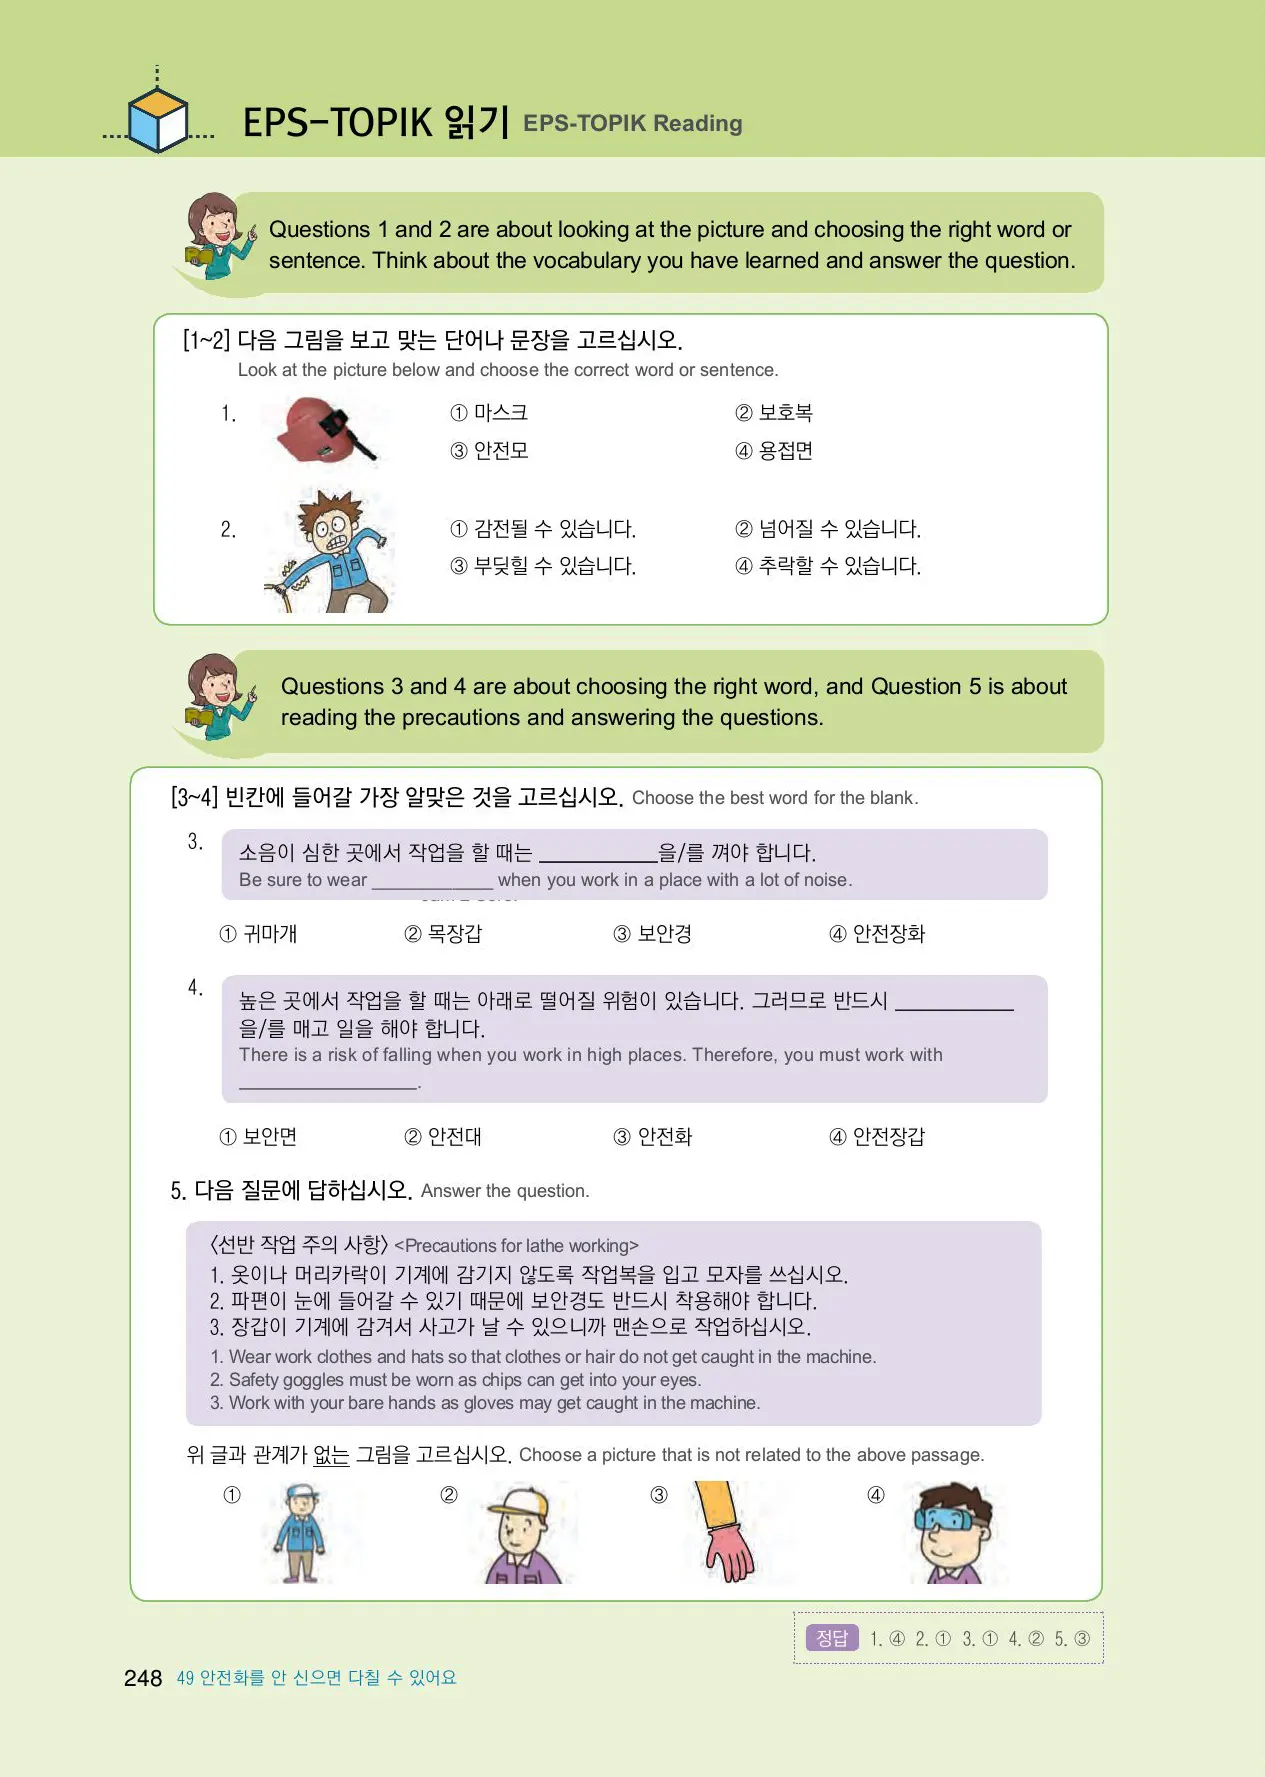 EPS-TOPIK 읽기 EPS-TOPIK Reading
Questions 1 and 2 are about looking at the picture and choosing the right word or
sentence. Think about the vocabulary you have learned and answer the question.
[1~2] 다음 그림을 보고 맞는 단어나 문장을 고르십시오.
Look at the picture below and choose the correct word or sentence.
1. ① 마스크 ② 보호복
③ 안전모 ④ 용접면
2. ① 감전될 수 있습니다. ② 넘어질 수 있습니다.
③ 부딪힐 수 있습니다. ④ 추락할 수 있습니다.
Questions 3 and 4 are about choosing the right word, and Question 5 is about
reading the precautions and answering the questions.
[3~4] 빈칸에 들어갈 가장 알맞은 것을 고르십시오. Choose the best word for the blank.
3. 소음이 심한 곳에서 작업을 할 때는 ____________을/를 껴야 합니다.
Be sure to wear ____________ when you work in a place with a lot of noise.
① 귀마개 ② 목장갑 ③ 보안경 ④ 안전장화
4. 높은 곳에서 작업을 할 때는 아래로 떨어질 위험이 있습니다. 그러므로 반드시 ____________
을/를 매고 일을 해야 합니다.
There is a risk of falling when you work in high places. Therefore, you must work with
__________________.
① 보안면 ② 안전대 ③ 안전화 ④ 안전장갑
5. 다음 질문에 답하십시오. Answer the question.
〈선반 작업 주의 사항〉 <Precautions for lathe working>
1. 옷이나 머리카락이 기계에 감기지 않도록 작업복을 입고 모자를 쓰십시오.
2. 파편이 눈에 들어갈 수 있기 때문에 보안경도 반드시 착용해야 합니다.
3. 장갑이 기계에 감겨서 사고가 날 수 있으니까 맨손으로 작업하십시오.
1. Wear work clothes and hats so that clothes or hair do not get caught in the machine.
2. Safety goggles must be worn as chips can get into your eyes.
3. Work with your bare hands as gloves may get caught in the machine.
위 글과 관계가 없는 그림을 고르십시오. Choose a picture that is not related to the above passage.
① ② ③ ④
정답 1. ④ 2. ① 3. ① 4. ② 5. ③
248 49 안전화를 안 신으면 다칠 수 있어요